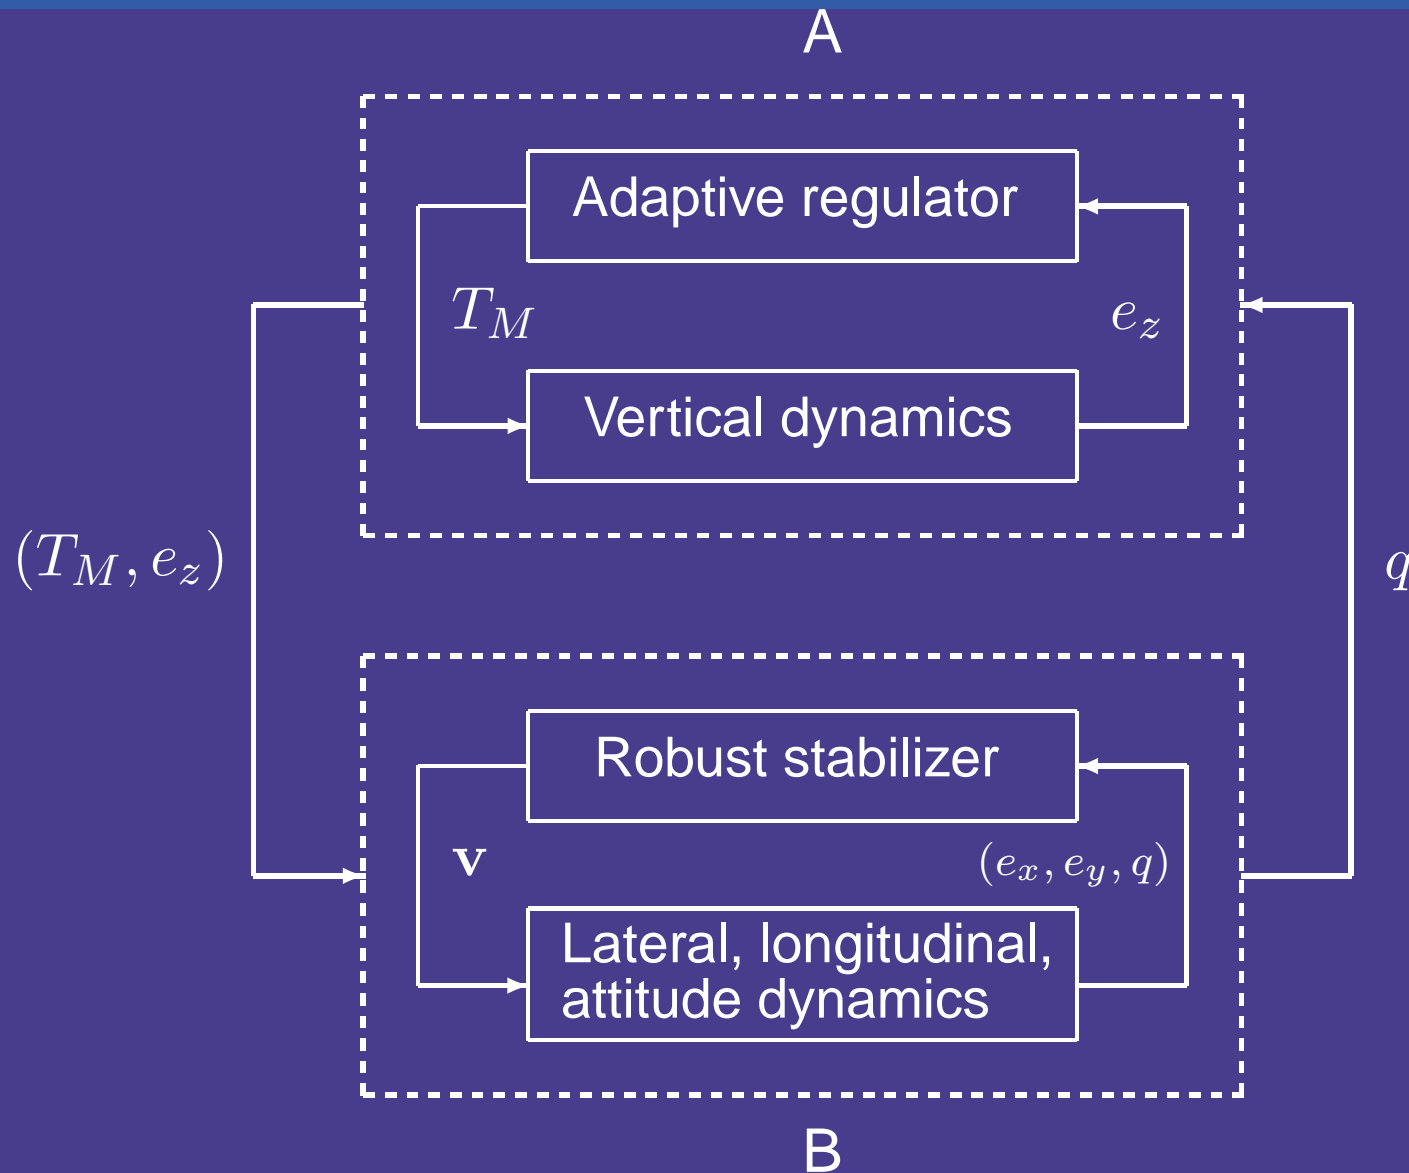 A
Adaptive regulator
T_M
e_z
Vertical dynamics
(T_M, e_z)
q
Robust stabilizer
v
(e_x, e_y, q)
Lateral, longitudinal,
attitude dynamics
B